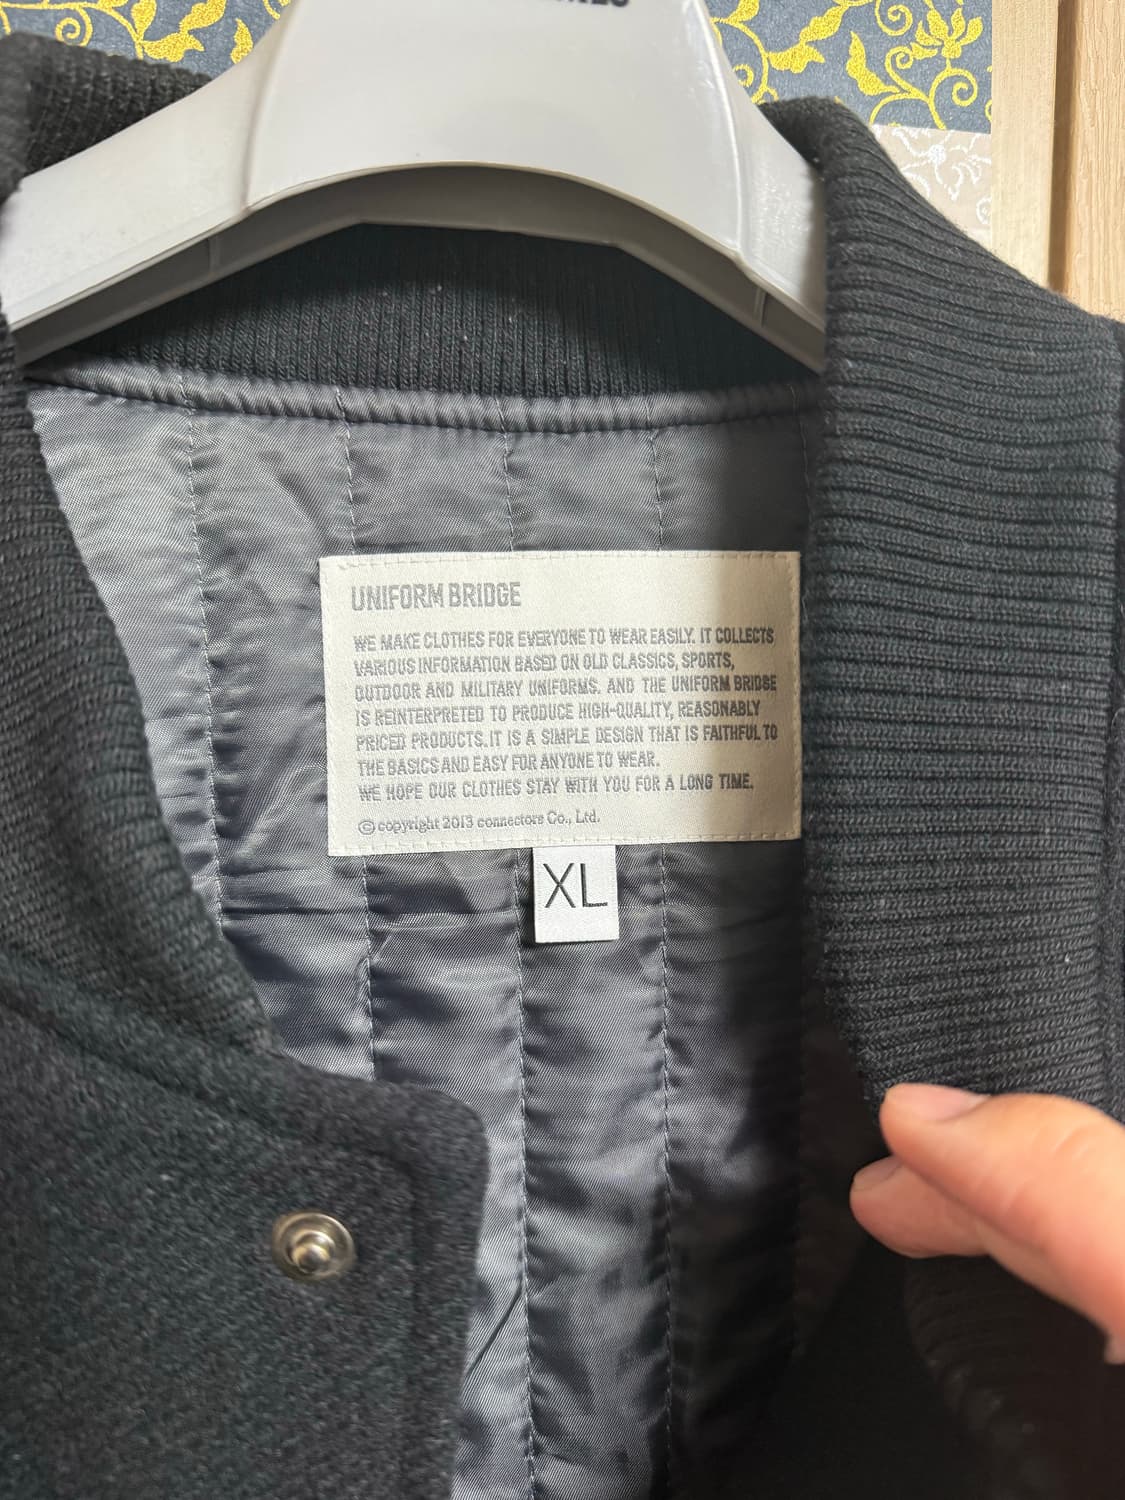 UNIFORM BRIDGE
WE MAKE CLOTHES FOR EVERYONE TO WEAR EASILY. IT COLLECTS
VARIOUS INFORMATION BASED ON OLD CLASSICS, SPORTS,
OUTDOOR AND MILITARY UNIFORMS. AND THE UNIFORM BRIDGE
IS REINTERPRETED TO PRODUCE HIGH-QUALITY, REASONABLY
PRICED PRODUCTS. IT IS A SIMPLE DESIGN THAT IS FAITHFUL TO
THE BASICS AND EASY FOR ANYONE TO WEAR.
WE HOPE OUR CLOTHES STAY WITH YOU FOR A LONG TIME.
©copyright 2013 connectors Co., Ltd.
XL